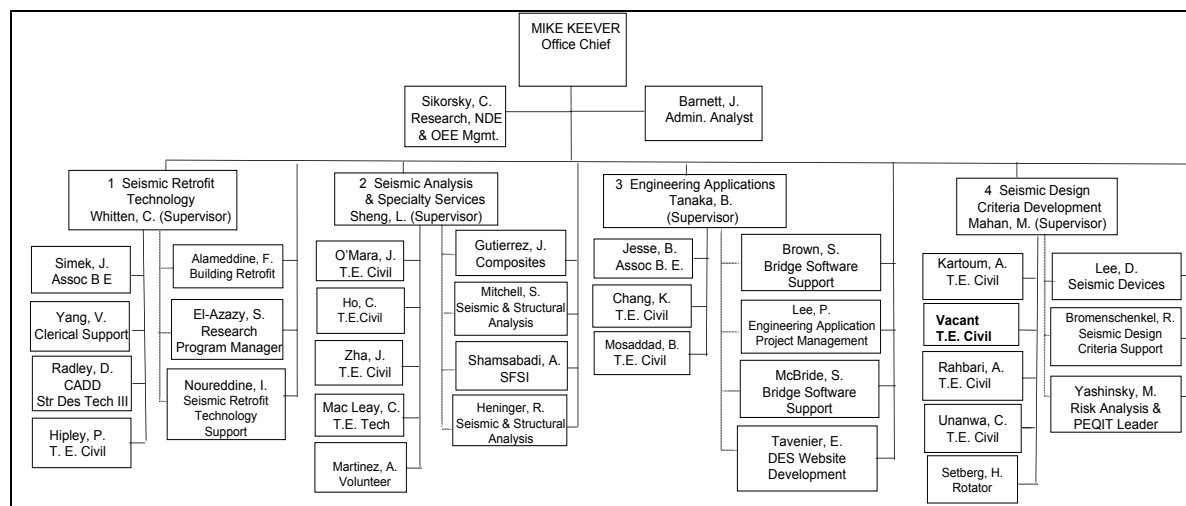 MIKE KEEVER
Office Chief
Sikorsky, C.
Research, NDE
& OEE Mgmt.
Barnett, J.
Admin. Analyst
1 Seismic Retrofit
Technology
Whitten, C. (Supervisor)
Simek, J.
Assoc B E
Yang, V.
Clerical Support
Radley, D.
CADD
Str Des Tech III
Hipley, P.
T. E. Civil
Alameddine, F.
Building Retrofit
El-Azazy, S.
Research
Program Manager
Noureddine, I.
Seismic Retrofit
Technology
Support
2 Seismic Analysis
& Specialty Services
Sheng, L. (Supervisor)
O'Mara, J.
T.E. Civil
Ho, C.
T.E.Civil
Zha, J.
T.E. Civil
Mac Leay, C.
T.E. Tech
Martinez, A.
Volunteer
Gutierrez, J.
Composites
Mitchell, S.
Seismic & Structural
Analysis
Shamsabadi, A.
SFSI
Heninger, R.
Seismic & Structural
Analysis
3 Engineering Applications
Tanaka, B.
(Supervisor)
Jesse, B.
Assoc B. E.
Chang, K.
T.E. Civil
Mosaddad, B.
T.E. Civil
Brown, S.
Bridge Software
Support
Lee, P.
Engineering Application
Project Management
McBride, S.
Bridge Software
Support
Tavenier, E.
DES Website
Development
4 Seismic Design
Criteria Development
Mahan, M. (Supervisor)
Kartoum, A.
T.E. Civil
Vacant
T.E. Civil
Rahbari, A.
T.E. Civil
Unanwa, C.
T.E. Civil
Setberg, H.
Rotator
Lee, D.
Seismic Devices
Bromenschenkel, R.
Seismic Design
Criteria Support
Yashinsky, M.
Risk Analysis &
PEQIT Leader